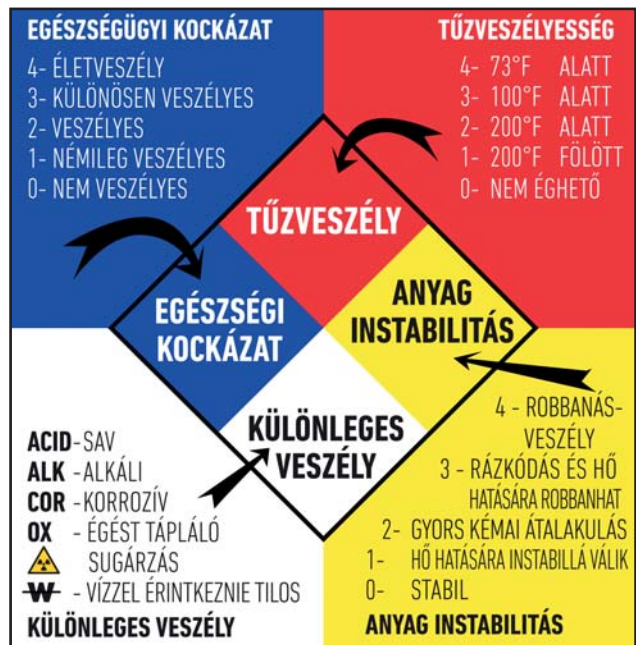 EGÉSZSÉGÜGYI KOCKÁZAT
4- ÉLETVESZÉLY
3- KÜLÖNÖSEN VESZÉLYES
2- VESZÉLYES
1- NÉMILEG VESZÉLYES
0- NEM VESZÉLYES
TŰZVESZÉLYESSÉG
4- 73°F ALATT
3- 100°F ALATT
2- 200°F ALATT
1- 200°F FÖLÖTT
0- NEM ÉGHETŐ
TŰZVESZÉLY
EGÉSZSÉGI
KOCKÁZAT
ANYAG
INSTABILITÁS
KÜLÖNLEGES
VESZÉLY
ACID-SAV
ALK-ALKÁLI
COR-KORROZÍV
OX - ÉGÉST TÁPLÁLÓ
SUGÁRZÁS
W - VÍZZEL ÉRINTKEZNIE TILOS
KÜLÖNLEGES VESZÉLY
4 - ROBBANÁS-
VESZÉLY
3 - RÁZKÓDÁS ÉS HŐ
HATÁSÁRA ROBBANHAT
2- GYORS KÉMAI ÁTALAKULÁS
1- HŐ HATÁSÁRA INSTABILLÁ VÁLIK
0- STABIL
ANYAG INSTABILITÁS